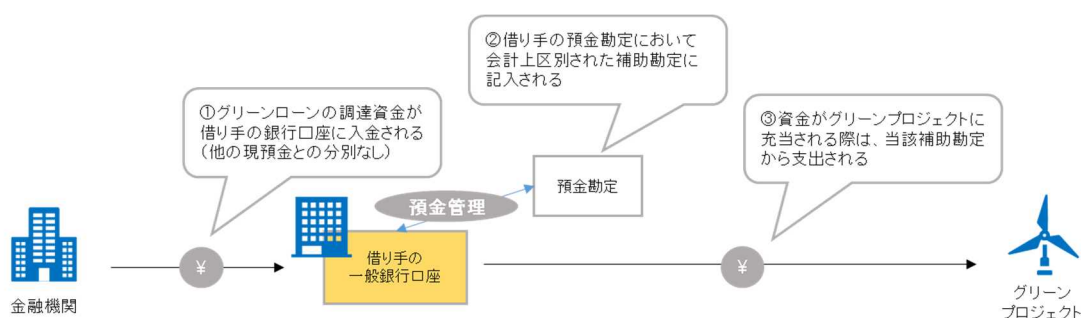 ②借り手の預金勘定において
会計上区別された補助勘定に
記入される
①グリーンローンの調達資金が
借り手の銀行口座に入金される
（他の現預金との分別なし）
③資金がグリーンプロジェクトに
充当される際は、当該補助勘定
から支出される
預金勘定
預金管理
借り手の
一般銀行口座
¥
¥
金融機関
グリーン
プロジェクト